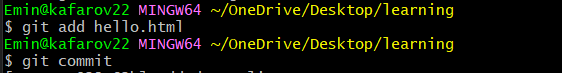 Emin@kafarov22 MINGW64 ~/OneDrive/Desktop/learning
$ git add hello.html
Emin@kafarov22 MINGW64 ~/OneDrive/Desktop/learning
$ git commit